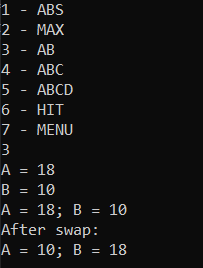 1 - ABS
2 - MAX
3 - AB
4 - ABC
5 - ABCD
6 - HIT
7 - MENU
3
A = 18
B = 10
A = 18; B = 10
After swap:
A = 10; B = 18